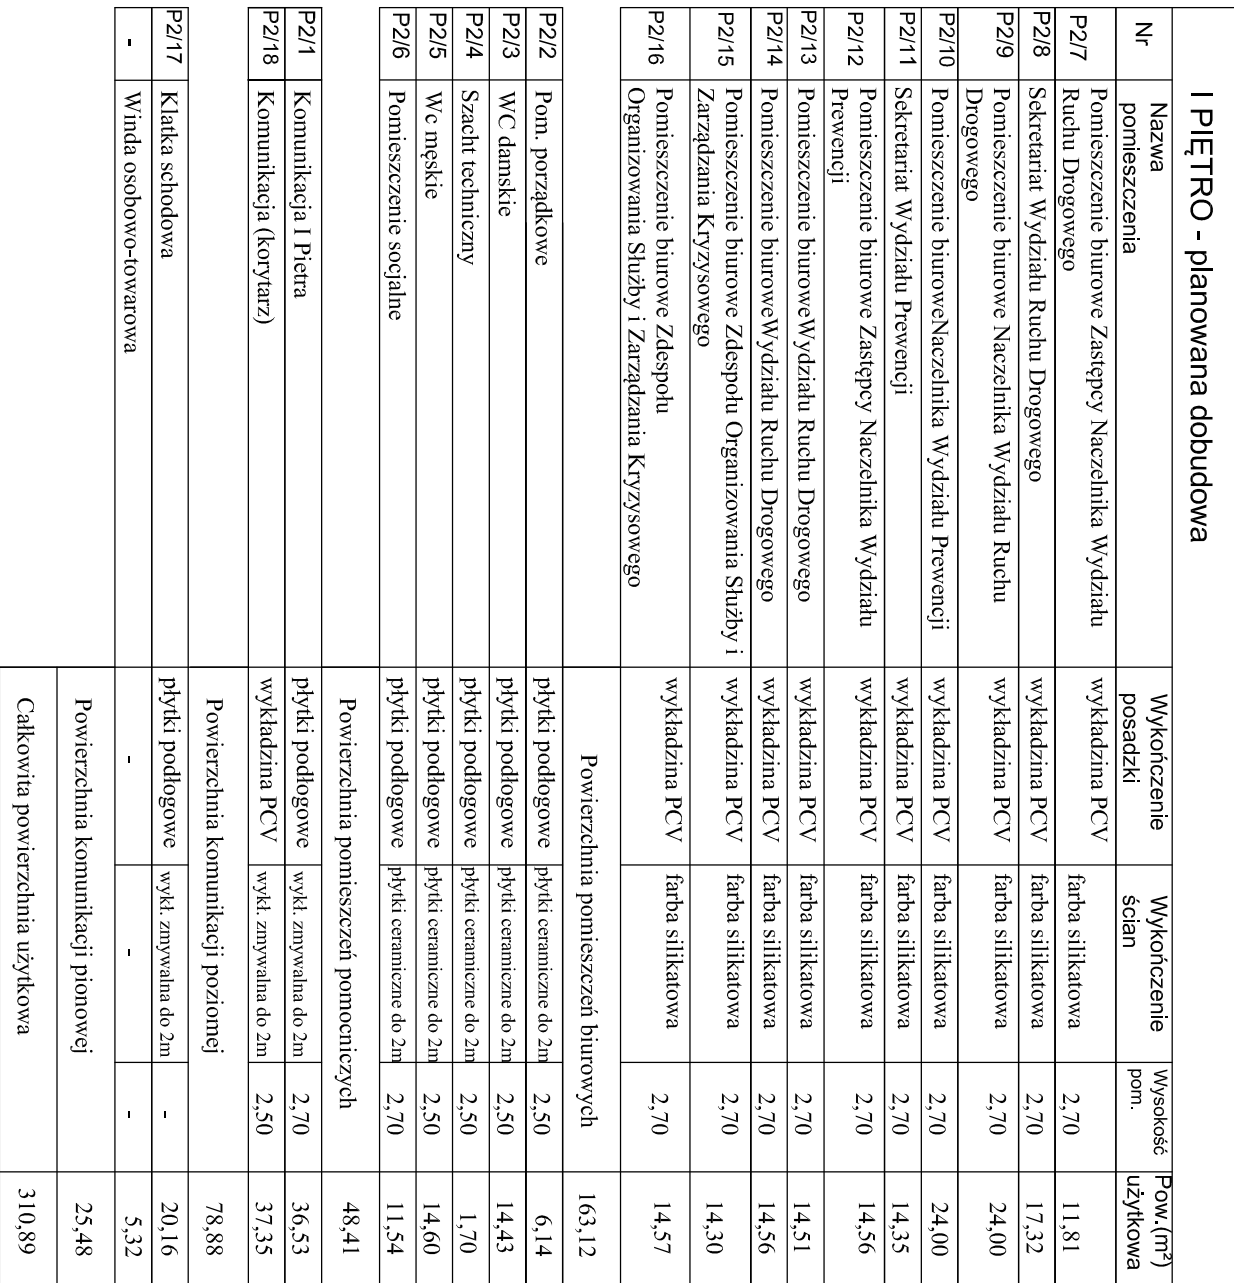 I PIĘTRO - planowana dobudowa
Nr Nazwa pomieszczenia Wykończenie posadzki Wykończenie ścian Wysokość pom. Pow.(m²) użytkowa
P2/7 Pomieszczenie biurowe Zastępcy Naczelnika Wydziału wykładzina PCV farba silikatowa 2,70 11,81
Ruchu Drogowego
P2/8 Sekretariat Wydziału Ruchu Drogowego wykładzina PCV farba silikatowa 2,70 17,32
P2/9 Pomieszczenie biurowe Naczelnika Wydziału Ruchu wykładzina PCV farba silikatowa 2,70 24,00
Drogowego
P2/10 Pomieszczenie biuroweNaczelnika Wydziału Prewencji wykładzina PCV farba silikatowa 2,70 24,00
P2/11 Sekretariat Wydziału Prewencji wykładzina PCV farba silikatowa 2,70 14,35
P2/12 Pomieszczenie biurowe Zastępcy Naczelnika Wydziału wykładzina PCV farba silikatowa 2,70 14,56
Prewencji
P2/13 Pomieszczenie biuroweWydziału Ruchu Drogowego wykładzina PCV farba silikatowa 2,70 14,51
P2/14 Pomieszczenie biuroweWydziału Ruchu Drogowego wykładzina PCV farba silikatowa 2,70 14,56
P2/15 Pomieszczenie biurowe Zdespołu Organizowania Służby i wykładzina PCV farba silikatowa 2,70 14,30
Zarządzania Kryzysowego
P2/16 Pomieszczenie biurowe Zdespołu wykładzina PCV farba silikatowa 2,70 14,57
Organizowania Służby i Zarządzania Kryzysowego
Powierzchnia pomieszczeń biurowych 163,12
P2/2 Pom. porządkowe płytki podłogowe płytki ceramiczne do 2m 2,50 6,14
P2/3 WC damskie płytki podłogowe płytki ceramiczne do 2m 2,50 14,43
P2/4 Szacht techniczny płytki podłogowe płytki ceramiczne do 2m 2,50 1,70
P2/5 Wc męskie płytki podłogowe płytki ceramiczne do 2m 2,50 14,60
P2/6 Pomieszczenie socjalne płytki podłogowe płytki ceramiczne do 2m 2,70 11,54
Powierzchnia pomieszczeń pomocniczych 48,41
P2/1 Komunikacja I Pietra płytki podłogowe wykł. zmywalna do 2m 2,70 36,53
P2/18 Komunikacja (korytarz) wykładzina PCV wykł. zmywalna do 2m 2,50 37,35
Powierzchnia komunikacji poziomej 78,88
P2/17 Klatka schodowa płytki podłogowe wykł. zmywalna do 2m - 20,16
- Winda osobowo-towarowa - - - 5,32
Powierzchnia komunikacji pionowej 25,48
Całkowita powierzchnia użytkowa 310,89